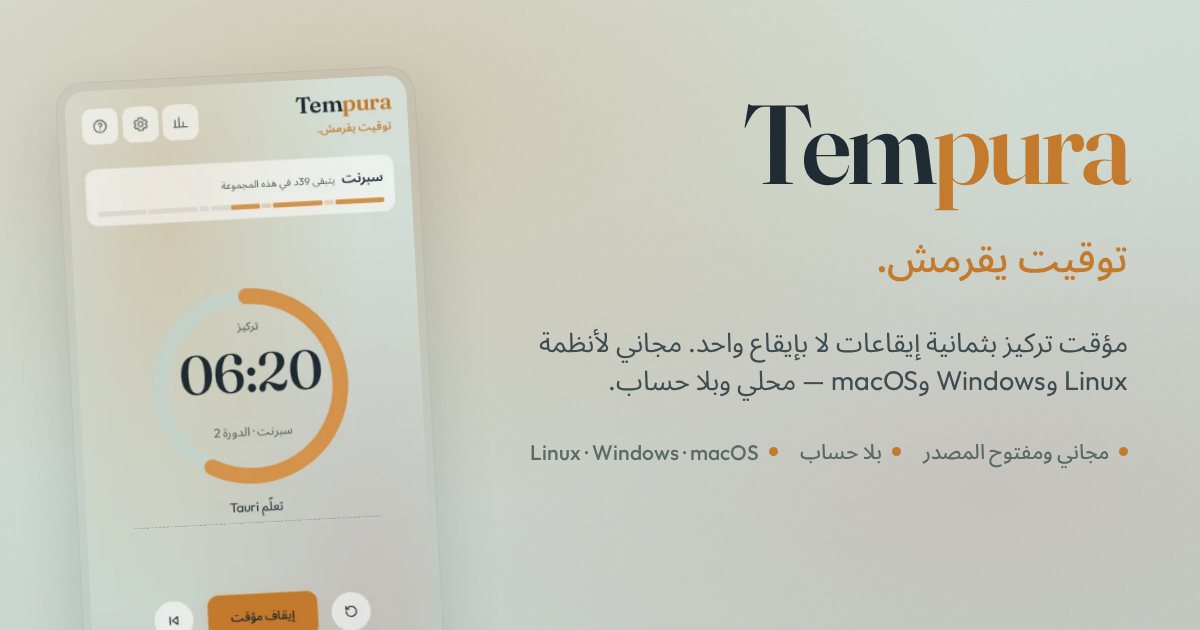 Tempura
توقيت يقرمش.
مؤقت تركيز بثمانية إيقاعات لا بإيقاع واحد. مجاني لأنظمة
Linux وWindows وmacOS — محلي وبلا حساب.
مجاني ومفتوح المصدر • بلا حساب • Linux · Windows · macOS
Tempura
توقيت يقرمش.
سبرنت يتبقى 39د في هذه المجموعة
تركيز
06:20
سبرنت · الدورة 2
تعلّم Tauri
إيقاف مؤقت